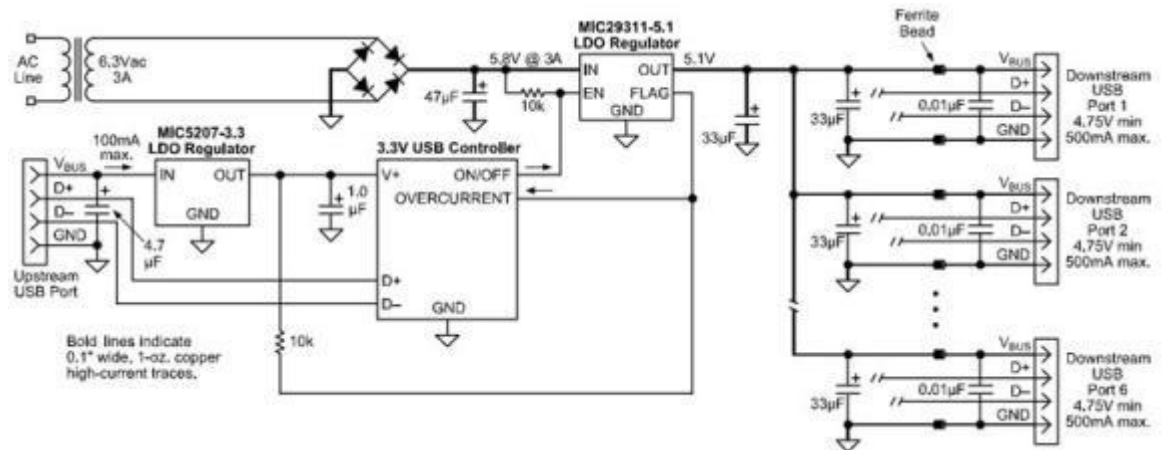 AC
Line
6.3Vac
3A
5.8V @ 3A
47µF
10k
MIC29311-5.1
LDO Regulator
IN
OUT
EN
FLAG
GND
5.1V
33µF
Ferrite
Bead
100mA
max.
MIC5207-3.3
LDO Regulator
IN
OUT
GND
VBUS
D+
D–
GND
4.7
µF
Upstream
USB Port
1.0
µF
3.3V USB Controller
V+
ON/OFF
OVERCURRENT
D+
D–
GND
10k
Bold lines indicate
0.1" wide, 1-oz. copper
high-current traces.
33µF
0.01µF
VBUS
D+
D–
GND
Downstream
USB
Port 1
4.75V min
500mA max.
33µF
0.01µF
VBUS
D+
D–
GND
Downstream
USB
Port 2
4.75V min
500mA max.
33µF
0.01µF
VBUS
D+
D–
GND
Downstream
USB
Port 6
4.75V min
500mA max.